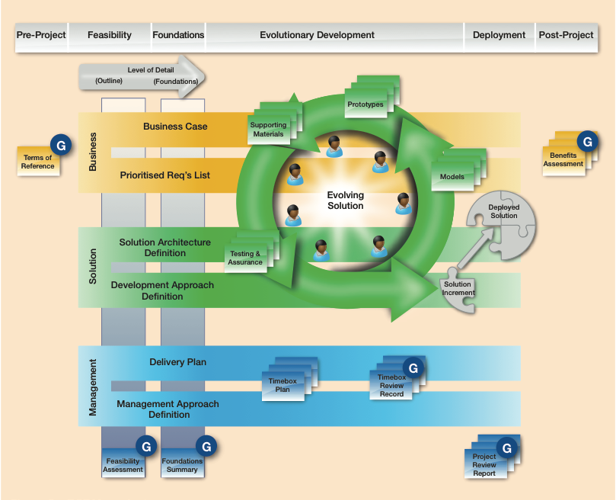 Pre-Project
Feasibility
Foundations
Evolutionary Development
Deployment
Post-Project
Level of Detail
(Outline)
(Foundations)
Prototypes
Supporting
Materials
Business
Business Case
Prioritised Req's List
G
Terms of
Reference
G
Benefits
Assessment
Models
Evolving
Solution
Deployed
Solution
Solution
Solution Architecture
Definition
Testing &
Assurance
Development Approach
Definition
Solution
Increment
Management
Delivery Plan
Timebox
Plan
G
Timebox
Review
Record
Management Approach
Definition
G
Feasibility
Assessment
G
Foundations
Summary
G
Project
Review
Report